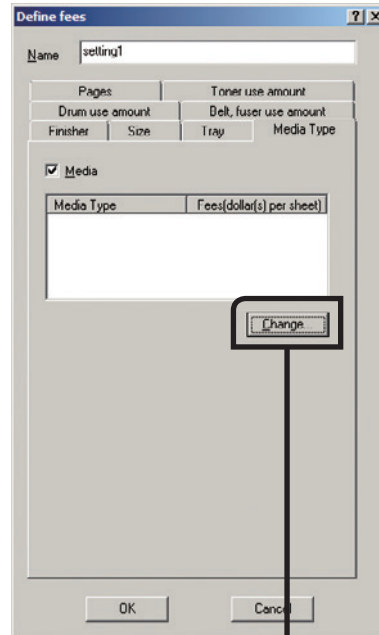 Define fees ? x
Name setting1
Pages Toner use amount
Drum use amount Belt, fuser use amount
Finisher Size Tray Media Type
Media
Media Type Fees(dollar(s) per sheet)
Change...
OK Cancel